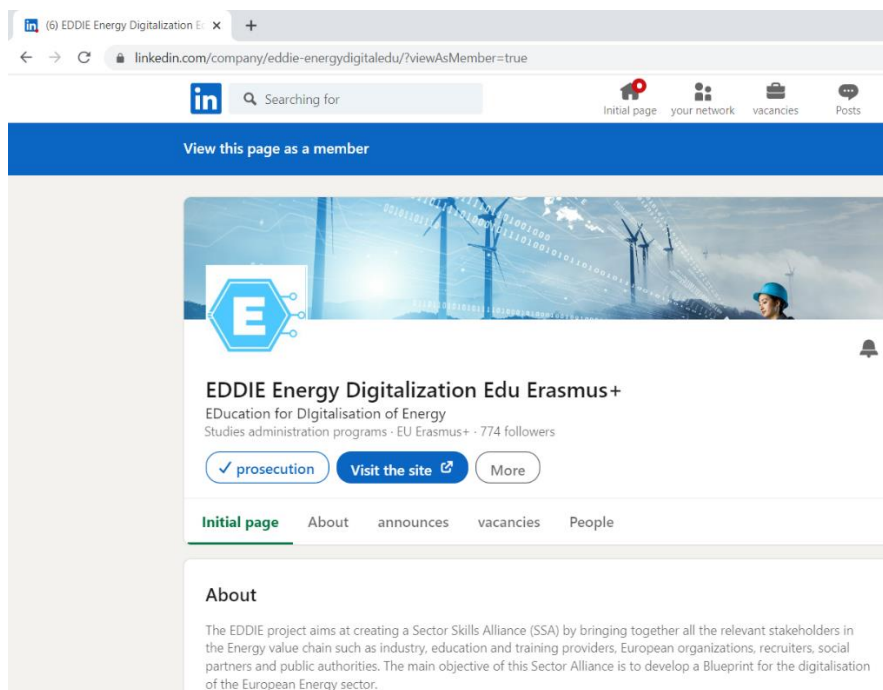 (6) EDDIE Energy Digitalization Ed
linkedin.com/company/eddie-energydigitaledu/?viewAsMember=true
in Searching for
Initial page your network vacancies Posts
View this page as a member
E
EDDIE Energy Digitalization Edu Erasmus+
EDucation for DIgitalisation of Energy
Studies administration programs · EU Erasmus+ · 774 followers
✓ prosecution Visit the site More
Initial page About announces vacancies People
About
The EDDIE project aims at creating a Sector Skills Alliance (SSA) by bringing together all the relevant stakeholders in
the Energy value chain such as industry, education and training providers, European organizations, recruiters, social
partners and public authorities. The main objective of this Sector Alliance is to develop a Blueprint for the digitalisation
of the European Energy sector.